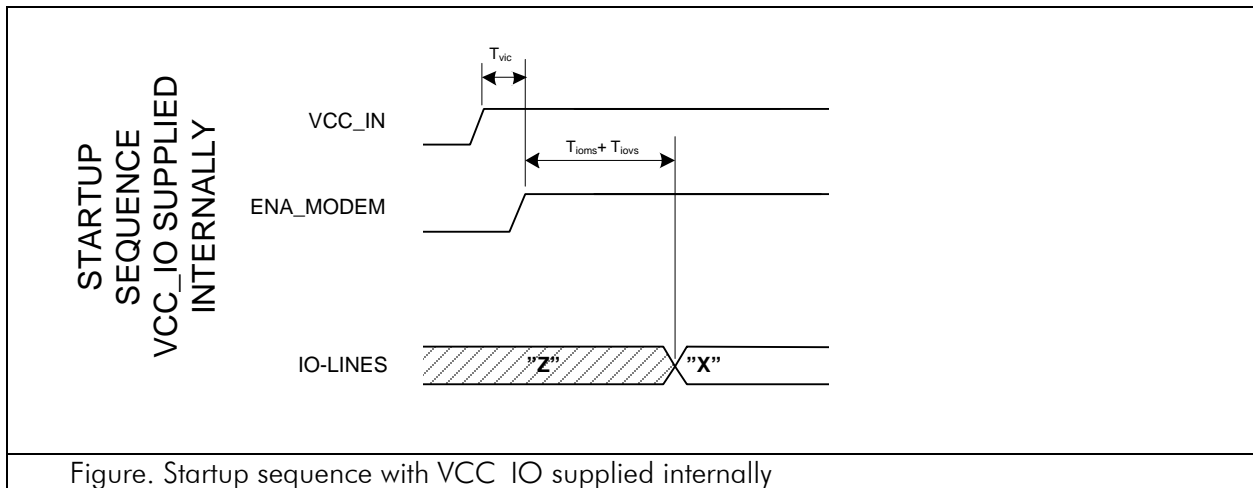 STARTUP
SEQUENCE
VCC_IO SUPPLIED
INTERNALLY
Tvic
VCC_IN
Tioms+ Tiovs
ENA_MODEM
IO-LINES
”Z”
”X”
Figure. Startup sequence with VCC IO supplied internally